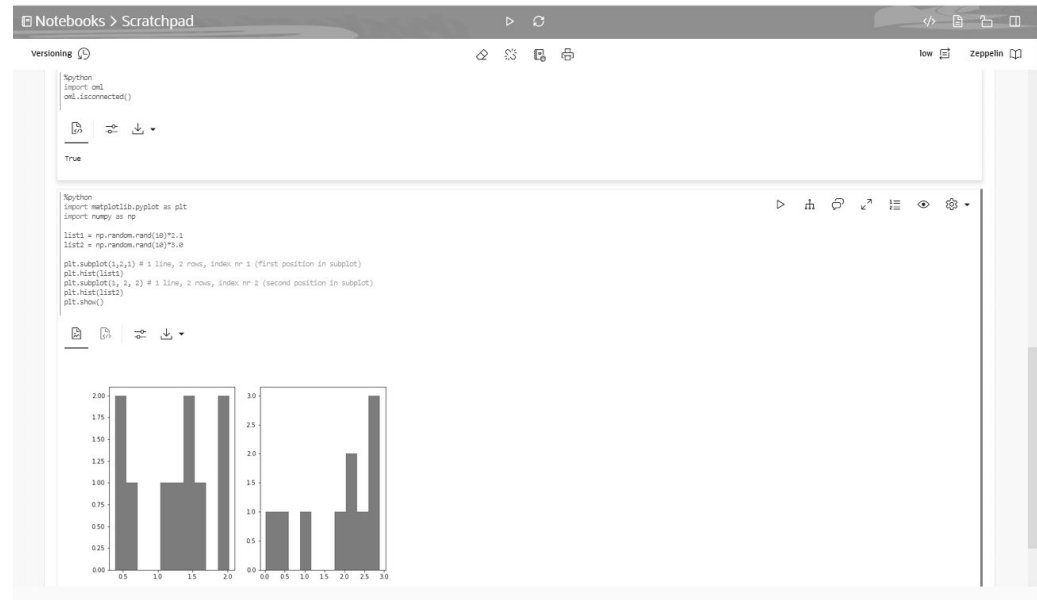 Notebooks > Scratchpad
Versioning
low
Zeppelin
%python
import oml
oml.isconnected()
True
%python
import matplotlib.pyplot as plt
import numpy as np
list1 = np.random.rand(10)*2.1
list2 = np.random.rand(10)*3.0
plt.subplot(1,2,1) # 1 line, 2 rows, index nr 1 (first position in subplot)
plt.hist(list1)
plt.subplot(1, 2, 2) # 1 line, 2 rows, index nr 2 (second position in subplot)
plt.hist(list2)
plt.show()
2.00
1.75
1.50
1.25
1.00
0.75
0.50
0.25
0.00
0.5 1.0 1.5 2.0
3.0
2.5
2.0
1.5
1.0
0.5
0.0
0.0 0.5 1.0 1.5 2.0 2.5 3.0